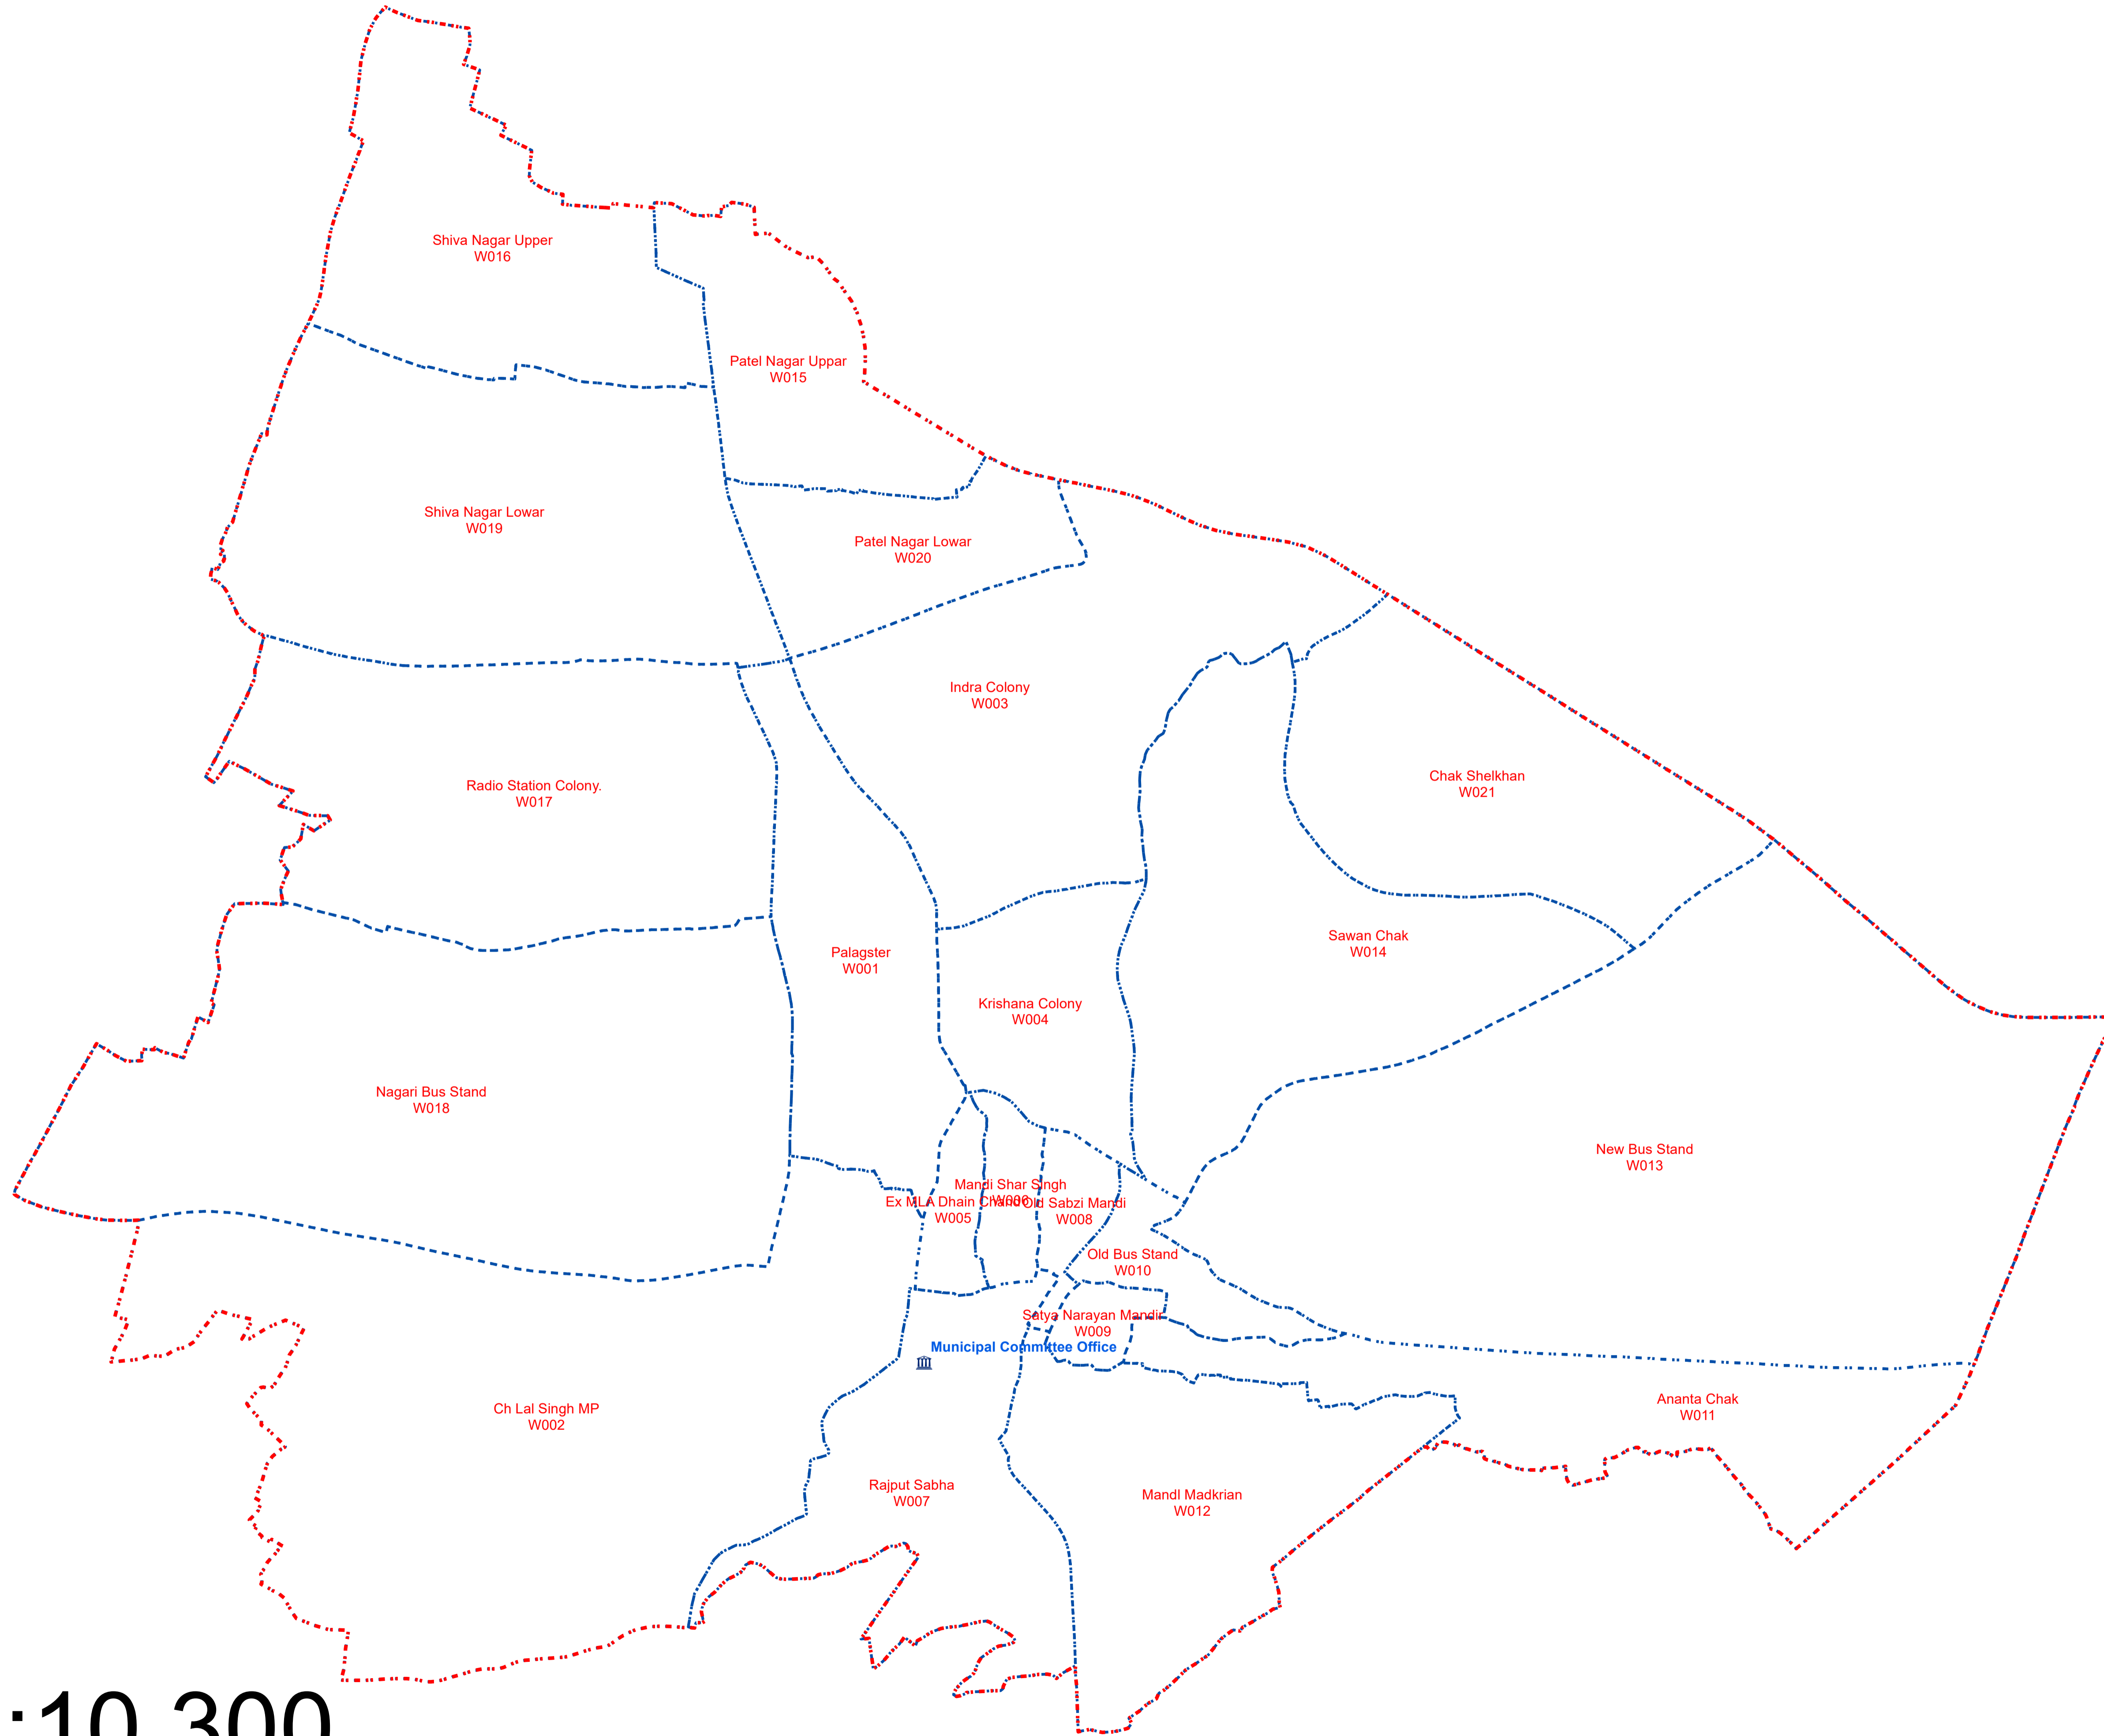 Shiva Nagar Upper
W016
Patel Nagar Uppar
W015
Shiva Nagar Lowar
W019
Patel Nagar Lowar
W020
Indra Colony
W003
Radio Station Colony.
W017
Chak Shelkhan
W021
Palagster
W001
Sawan Chak
W014
Krishana Colony
W004
Nagari Bus Stand
W018
New Bus Stand
W013
Mandi Shar Singh
W006
Ex MLA Dhain Chand
W005
Old Sabzi Mandi
W008
Old Bus Stand
W010
Satya Narayan Mandir
W009
Municipal Committee Office
Ch Lal Singh MP
W002
Ananta Chak
W011
Rajput Sabha
W007
Mandl Madkrian
W012
:10,300